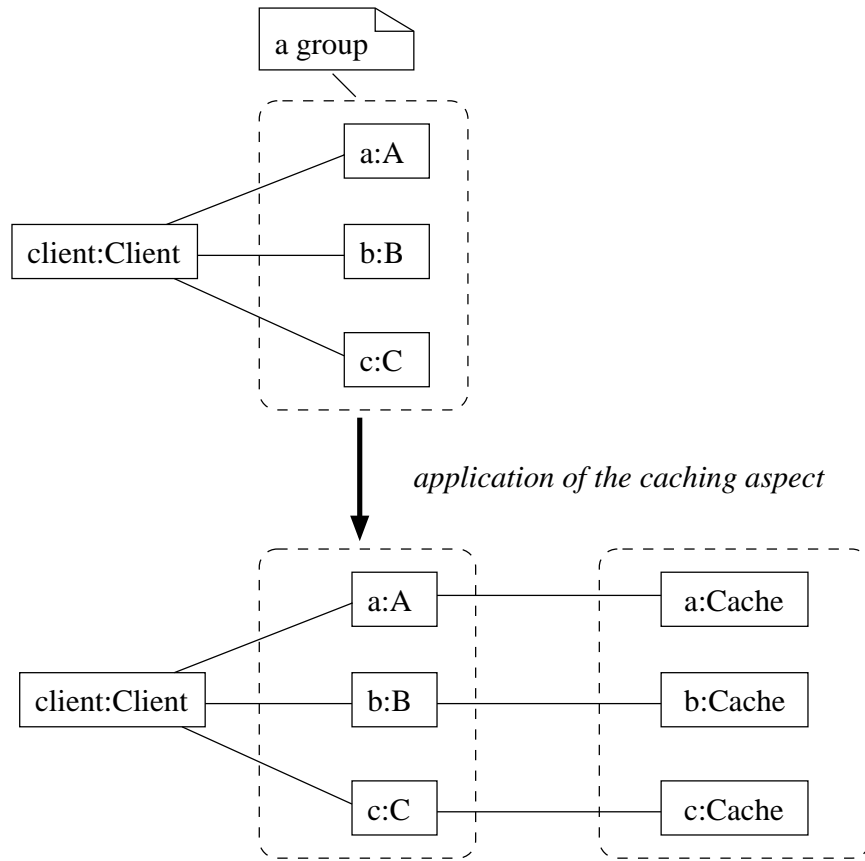 a group
a:A
client:Client
b:B
c:C
application of the caching aspect
a:A
a:Cache
client:Client
b:B
b:Cache
c:C
c:Cache